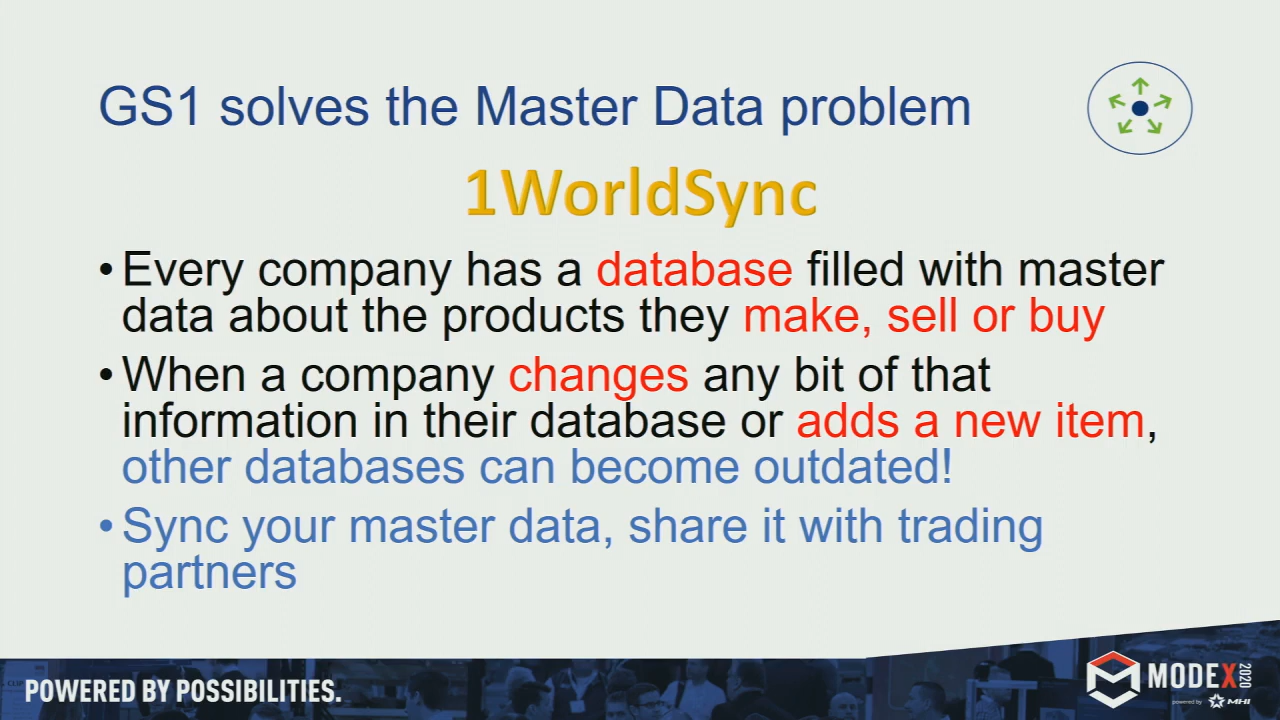 GS1 solves the Master Data problem
1WorldSync
• Every company has a database filled with master
data about the products they make, sell or buy
• When a company changes any bit of that
information in their database or adds a new item,
other databases can become outdated!
• Sync your master data, share it with trading
partners
POWERED BY POSSIBILITIES.
MODEX 2020
powered by MHI